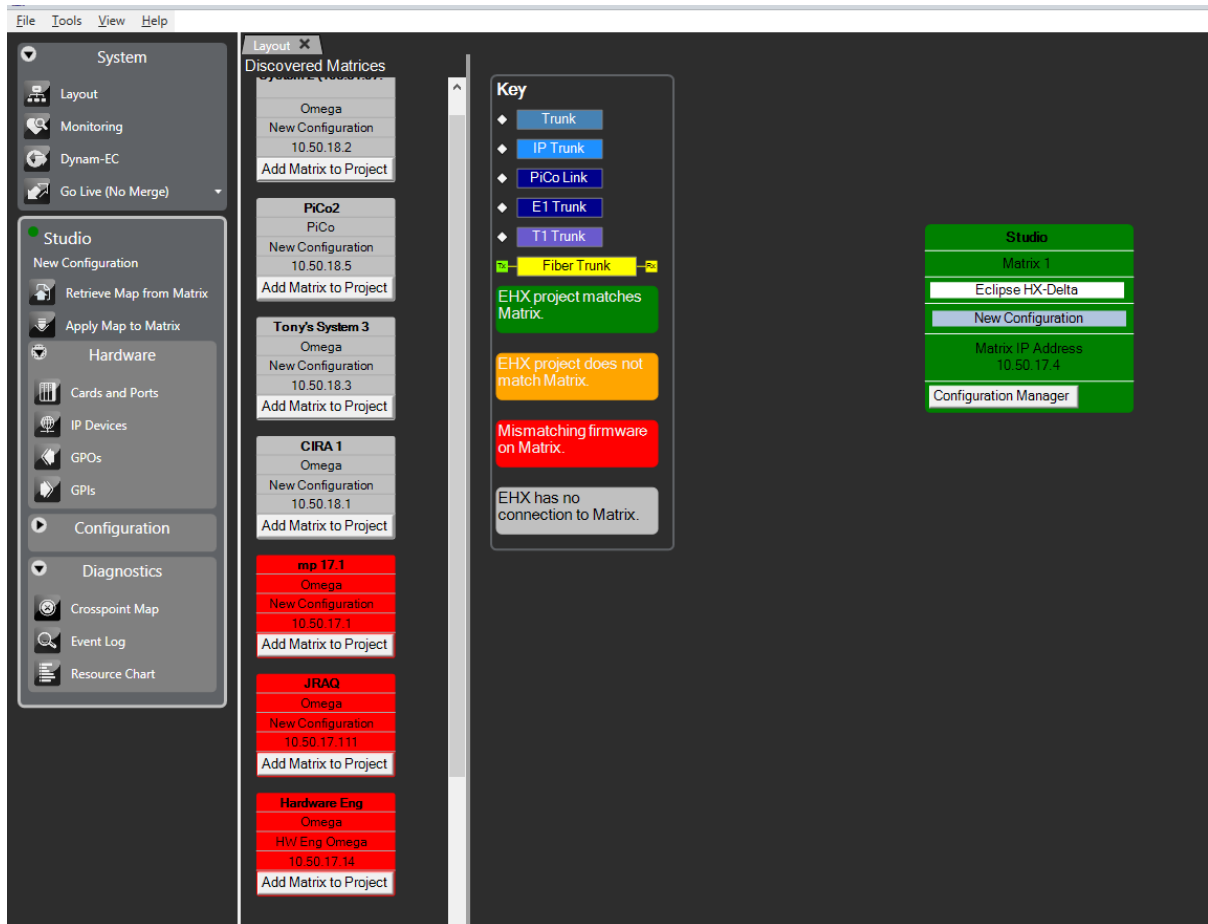 File Tools View Help
System
Layout
Monitoring
Dynam-EC
Go Live (No Merge)
Studio
New Configuration
Retrieve Map from Matrix
Apply Map to Matrix
Hardware
Cards and Ports
IP Devices
GPOs
GPIs
Configuration
Diagnostics
Crosspoint Map
Event Log
Resource Chart
Layout
Discovered Matrices
Omega
New Configuration
10.50.18.2
Add Matrix to Project
PiCo2
PiCo
New Configuration
10.50.18.5
Add Matrix to Project
Tony's System 3
Omega
New Configuration
10.50.18.3
Add Matrix to Project
CIRA 1
Omega
New Configuration
10.50.18.1
Add Matrix to Project
mp 17.1
Omega
New Configuration
10.50.17.1
Add Matrix to Project
JRAQ
Omega
New Configuration
10.50.17.111
Add Matrix to Project
Hardware Eng
Omega
HW Eng Omega
10.50.17.14
Add Matrix to Project
Key
Trunk
IP Trunk
PiCo Link
E1 Trunk
T1 Trunk
Tx Fiber Trunk Rx
EHX project matches
Matrix.
EHX project does not
match Matrix.
Mismatching firmware
on Matrix.
EHX has no
connection to Matrix.
Studio
Matrix 1
Eclipse HX-Delta
New Configuration
Matrix IP Address
10.50.17.4
Configuration Manager